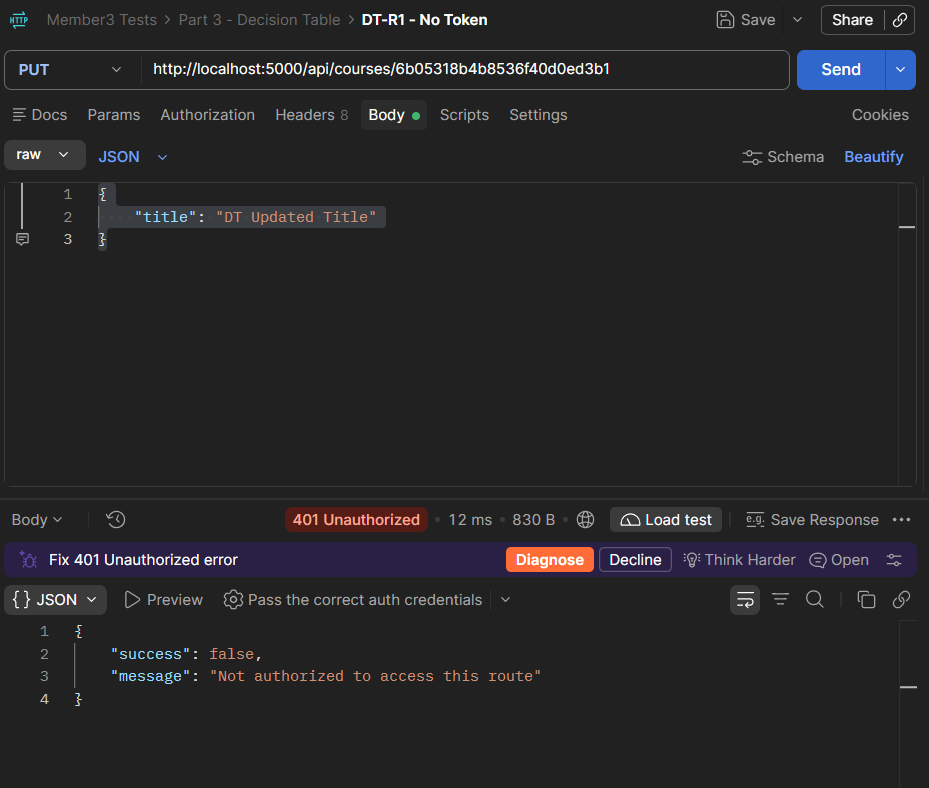 HTTP Member3 Tests > Part 3 - Decision Table > DT-R1 - No Token Save Share
PUT http://localhost:5000/api/courses/6b05318b4b8536f40d0ed3b1 Send
Docs Params Authorization Headers 8 Body Scripts Settings Cookies
raw JSON Schema Beautify
1 {
2 "title": "DT Updated Title"
3 }
Body 401 Unauthorized • 12 ms • 830 B • Load test e.g. Save Response
Fix 401 Unauthorized error Diagnose Decline Think Harder Open
{} JSON Preview Pass the correct auth credentials
1 {
2 "success": false,
3 "message": "Not authorized to access this route"
4 }